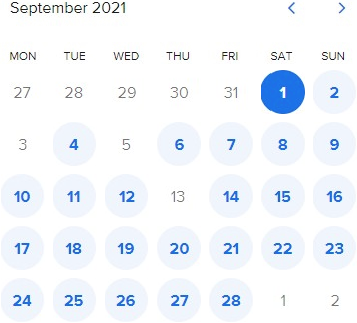 September 2021
MON TUE WED THU FRI SAT SUN
27 28 29 30 31 1 2
3 4 5 6 7 8 9
10 11 12 13 14 15 16
17 18 19 20 21 22 23
24 25 26 27 28 1 2